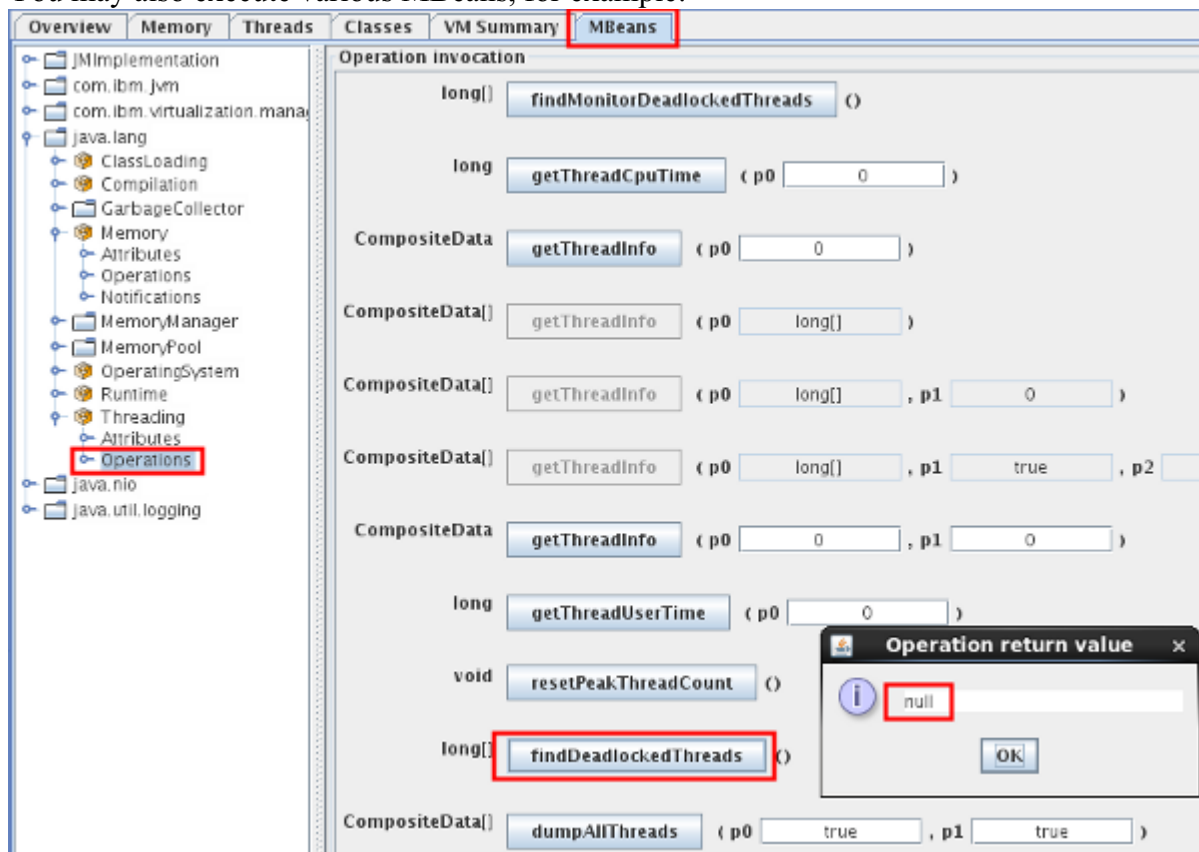 You may also execute various MBeans, for example:
Overview Memory Threads Classes VM Summary MBeans
JMImplementation
com.ibm.jvm
com.ibm.virtualization.mana
java.lang
ClassLoading
Compilation
GarbageCollector
Memory
Attributes
Operations
Notifications
MemoryManager
MemoryPool
OperatingSystem
Runtime
Threading
Attributes
Operations
java.nio
java.util.logging
Operation invocation
long[] findMonitorDeadlockedThreads ()
long getThreadCpuTime ( p0 0 )
CompositeData getThreadInfo ( p0 0 )
CompositeData[] getThreadInfo ( p0 long[] )
CompositeData[] getThreadInfo ( p0 long[] , p1 0 )
CompositeData[] getThreadInfo ( p0 long[] , p1 true , p2
CompositeData getThreadInfo ( p0 0 , p1 0 )
long getThreadUserTime ( p0 0 )
void resetPeakThreadCount ()
long[] findDeadlockedThreads ()
CompositeData[] dumpAllThreads ( p0 true , p1 true )
Operation return value ×
i null
OK